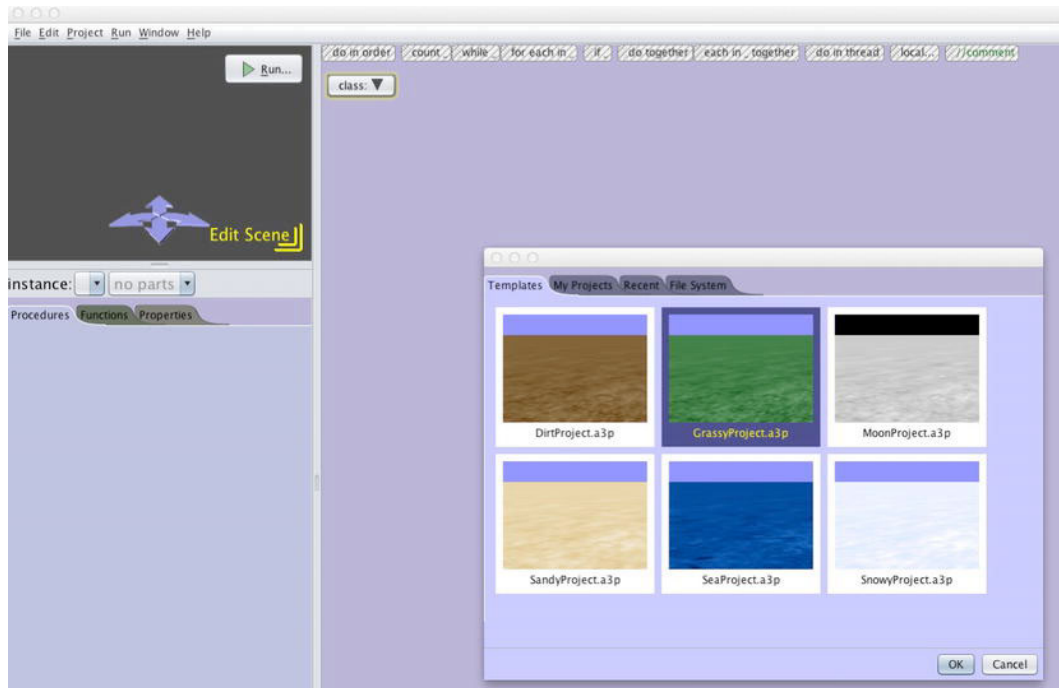 File Edit Project Run Window Help
do in order count while for each in if do together each in together do in thread local... //comment
Run...
class:
Edit Scene
instance: no parts
Procedures Functions Properties
Templates My Projects Recent File System
DirtProject.a3p GrassyProject.a3p MoonProject.a3p
SandyProject.a3p SeaProject.a3p SnowyProject.a3p
OK Cancel